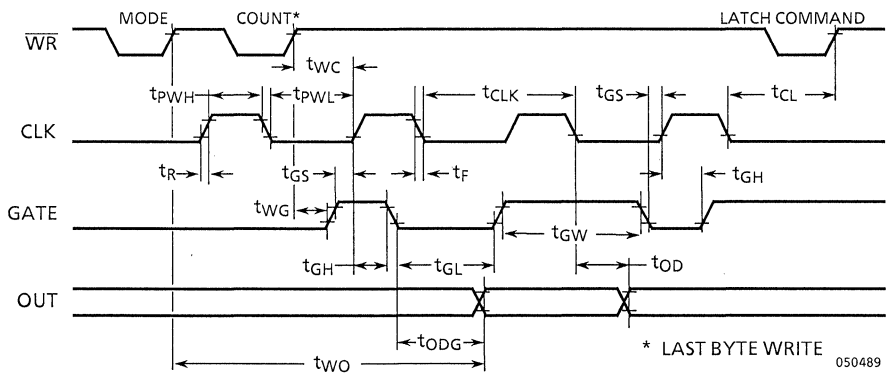 MODE COUNT* LATCH COMMAND
WR
tWC
tPWH tPWL tCLK tGS tCL
CLK
tR tGS tF tGH
tWG
GATE
tGW
tGH tGL tOD
OUT
tODG
* LAST BYTE WRITE
tWO
050489